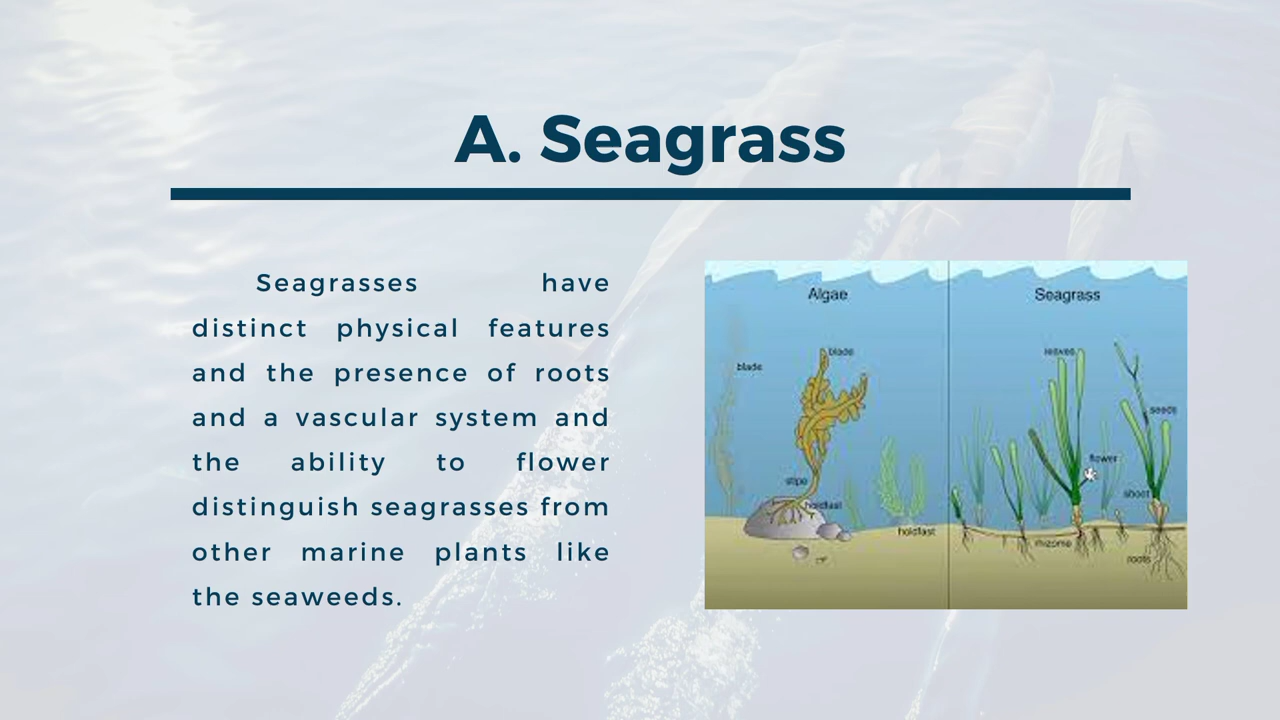 A. Seagrass
Seagrasses have
distinct physical features
and the presence of roots
and a vascular system and
the ability to flower
distinguish seagrasses from
other marine plants like
the seaweeds.
Algae
blade
blade
stipe
holdfast
holdfast
Seagrass
leaves
seeds
flower
shoot
rhizome
roots